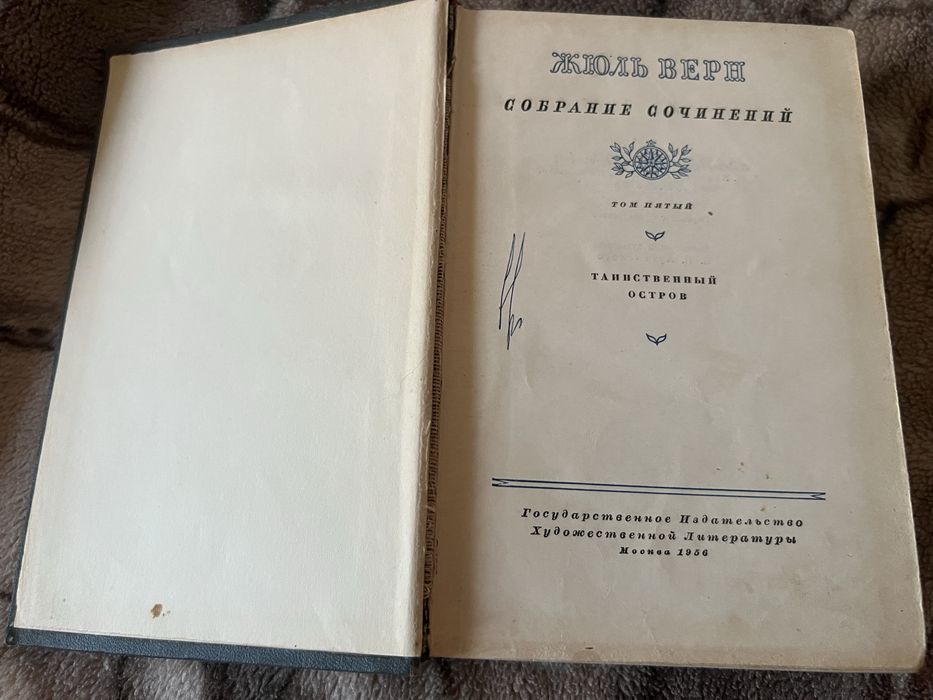 ЖЮЛЬ ВЕРН
СОБРАНИЕ СОЧИНЕНИЙ
ТОМ ПЯТЫЙ
ТАИНСТВЕННЫЙ
ОСТРОВ
Государственное Издательство
Художественной Литературы
Москва 1956